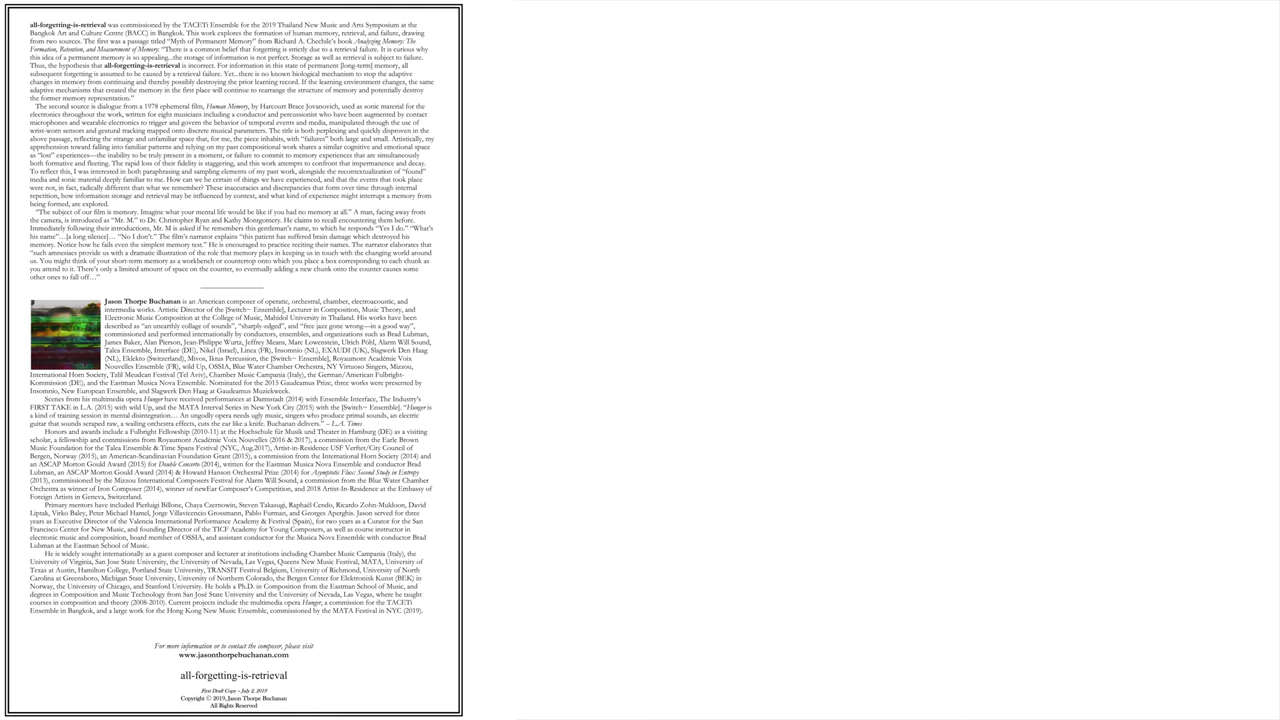 all-forgetting-is-retrieval was commissioned by the TACETi Ensemble for the 2019 Thailand New Music and Arts Symposium at the
Bangkok Art and Culture Centre (BACC) in Bangkok. This work explores the formation of human memory, retrieval, and failure, drawing
from two sources. The first was a passage titled “Myth of Permanent Memory” from Richard A. Chechile's book Analyzing Memory: The
Formation, Retention, and Measurement of Memory: “There is a common belief that forgetting is strictly due to a retrieval failure. It is curious why
this idea of a permanent memory is so appealing...the storage of information is not perfect. Storage as well as retrieval is subject to failure.
Thus, the hypothesis that all-forgetting-is-retrieval is incorrect. For information in this state of permanent [long-term] memory, all
subsequent forgetting is assumed to be caused by a retrieval failure. Yet...there is no known biological mechanism to stop the adaptive
changes in memory from continuing and thereby possibly destroying the prior learning record. If the learning environment changes, the same
adaptive mechanisms that created the memory in the first place will continue to rearrange the structure of memory and potentially destroy
the former memory representation.”
The second source is dialogue from a 1978 ephemeral film, Human Memory, by Harcourt Brace Jovanovich, used as sonic material for the
electronics throughout the work, written for eight musicians including a conductor and percussionist who have been augmented by contact
microphones and wearable electronics to trigger and govern the behavior of temporal events and media, manipulated through the use of
wrist-worn sensors and gestural tracking mapped onto discrete musical parameters. The title is both perplexing and quickly disproven in the
above passage, reflecting the strange and unfamiliar space that, for me, the piece inhabits, with “failures” both large and small. Artistically, my
apprehension toward falling into familiar patterns and relying on my past compositional work shares a similar cognitive and emotional space
as “lost” experiences—the inability to be truly present in a moment, or failure to commit to memory experiences that are simultaneously
both formative and fleeting. The rapid loss of their fidelity is staggering, and this work attempts to confront that impermanence and decay.
To reflect this, I was interested in both paraphrasing and sampling elements of my past work, alongside the recontextualization of “found”
media and sonic material deeply familiar to me. How can we be certain of things we have experienced, and that the events that took place
were not, in fact, radically different than what we remember? These inaccuracies and discrepancies that form over time through internal
repetition, how information storage and retrieval may be influenced by context, and what kind of experience might interrupt a memory from
being formed, are explored.
“The subject of our film is memory. Imagine what your mental life would be like if you had no memory at all.” A man, facing away from
the camera, is introduced as “Mr. M.” to Dr. Christopher Ryan and Kathy Montgomery. He claims to recall encountering them before.
Immediately following their introductions, Mr. M is asked if he remembers this gentleman's name, to which he responds “Yes I do.” “What's
his name”…[a long silence]… “No I don't.” The film's narrator explains “this patient has suffered brain damage which destroyed his
memory. Notice how he fails even the simplest memory test.” He is encouraged to practice reciting their names. The narrator elaborates that
“such amnesiacs provide us with a dramatic illustration of the role that memory plays in keeping us in touch with the changing world around
us. You might think of your short-term memory as a workbench or countertop onto which you place a box corresponding to each chunk as
you attend to it. There's only a limited amount of space on the counter, so eventually adding a new chunk onto the counter causes some
other ones to fall off…”
Jason Thorpe Buchanan is an American composer of operatic, orchestral, chamber, electroacoustic, and
intermedia works. Artistic Director of the [Switch~ Ensemble], Lecturer in Composition, Music Theory, and
Electronic Music Composition at the College of Music, Mahidol University in Thailand. His works have been
described as “an unearthly collage of sounds”, “sharply-edged”, and “free jazz gone wrong—in a good way”,
commissioned and performed internationally by conductors, ensembles, and organizations such as Brad Lubman,
James Baker, Alan Pierson, Jean-Philippe Wurtz, Jeffrey Means, Marc Lowenstein, Ulrich Pöhl, Alarm Will Sound,
Talea Ensemble, Interface (DE), Nikel (Israel), Linea (FR), Insomnio (NL), EXAUDI (UK), Slagwerk Den Haag
(NL), Eklekto (Switzerland), Mivos, Iktus Percussion, the [Switch~ Ensemble], Royaumont Académie Voix
Nouvelles Ensemble (FR), wild Up, OSSIA, Blue Water Chamber Orchestra, NY Virtuoso Singers, Mizzou,
International Horn Society, Tzlil Meudcan Festival (Tel Aviv), Chamber Music Campania (Italy), the German/American Fulbright-
Kommission (DE), and the Eastman Musica Nova Ensemble. Nominated for the 2015 Gaudeamus Prize, three works were presented by
Insomnio, New European Ensemble, and Slagwerk Den Haag at Gaudeamus Muziekweek.
Scenes from his multimedia opera Hunger have received performances at Darmstadt (2014) with Ensemble Interface, The Industry's
FIRST TAKE in L.A. (2015) with wild Up, and the MATA Interval Series in New York City (2015) with the [Switch~ Ensemble]. “Hunger is
a kind of training session in mental disintegration… An ungodly opera needs ugly music, singers who produce primal sounds, an electric
guitar that sounds scraped raw, a wailing orchestra effects, cuts the ear like a knife. Buchanan delivers.” – L.A. Times
Honors and awards include a Fulbright Fellowship (2010-11) at the Hochschule für Musik und Theater in Hamburg (DE) as a visiting
scholar, a fellowship and commissions from Royaumont Académie Voix Nouvelles (2016 & 2017), a commission from the Earle Brown
Music Foundation for the Talea Ensemble & Time Spans Festival (NYC, Aug.2017), Artist-in-Residence USF Verftet/City Council of
Bergen, Norway (2015), an American-Scandinavian Foundation Grant (2015), a commission from the International Horn Society (2014) and
an ASCAP Morton Gould Award (2015) for Double Concerto (2014), written for the Eastman Musica Nova Ensemble and conductor Brad
Lubman, an ASCAP Morton Gould Award (2014) & Howard Hanson Orchestral Prize (2014) for Asymptotic Flux: Second Study in Entropy
(2013), commissioned by the Mizzou International Composers Festival for Alarm Will Sound, a commission from the Blue Water Chamber
Orchestra as winner of Iron Composer (2014), winner of newEar Composer's Competition, and 2018 Artist-In-Residence at the Embassy of
Foreign Artists in Geneva, Switzerland.
Primary mentors have included Pierluigi Billone, Chaya Czernowin, Steven Takasugi, Raphaël Cendo, Ricardo Zohn-Muldoon, David
Liptak, Virko Baley, Peter Michael Hamel, Jorge Villavicencio Grossmann, Pablo Furman, and Georges Aperghis. Jason served for three
years as Executive Director of the Valencia International Performance Academy & Festival (Spain), for two years as a Curator for the San
Francisco Center for New Music, and founding Director of the TICF Academy for Young Composers, as well as course instructor in
electronic music and composition, board member of OSSIA, and assistant conductor for the Musica Nova Ensemble with conductor Brad
Lubman at the Eastman School of Music.
He is widely sought internationally as a guest composer and lecturer at institutions including Chamber Music Campania (Italy), the
University of Virginia, San Jose State University, the University of Nevada, Las Vegas, Queens New Music Festival, MATA, University of
Texas at Austin, Hamilton College, Portland State University, TRANSIT Festival Belgium, University of Richmond, University of North
Carolina at Greensboro, Michigan State University, University of Northern Colorado, the Bergen Center for Elektronisk Kunst (BEK) in
Norway, the University of Chicago, and Stanford University. He holds a Ph.D. in Composition from the Eastman School of Music, and
degrees in Composition and Music Technology from San José State University and the University of Nevada, Las Vegas, where he taught
courses in composition and theory (2008-2010). Current projects include the multimedia opera Hunger, a commission for the TACETi
Ensemble in Bangkok, and a large work for the Hong Kong New Music Ensemble, commissioned by the MATA Festival in NYC (2019).
For more information or to contact the composer, please visit
www.jasonthorpebuchanan.com
all-forgetting-is-retrieval
First Draft Copy – July 2, 2019
Copyright © 2019, Jason Thorpe Buchanan
All Rights Reserved